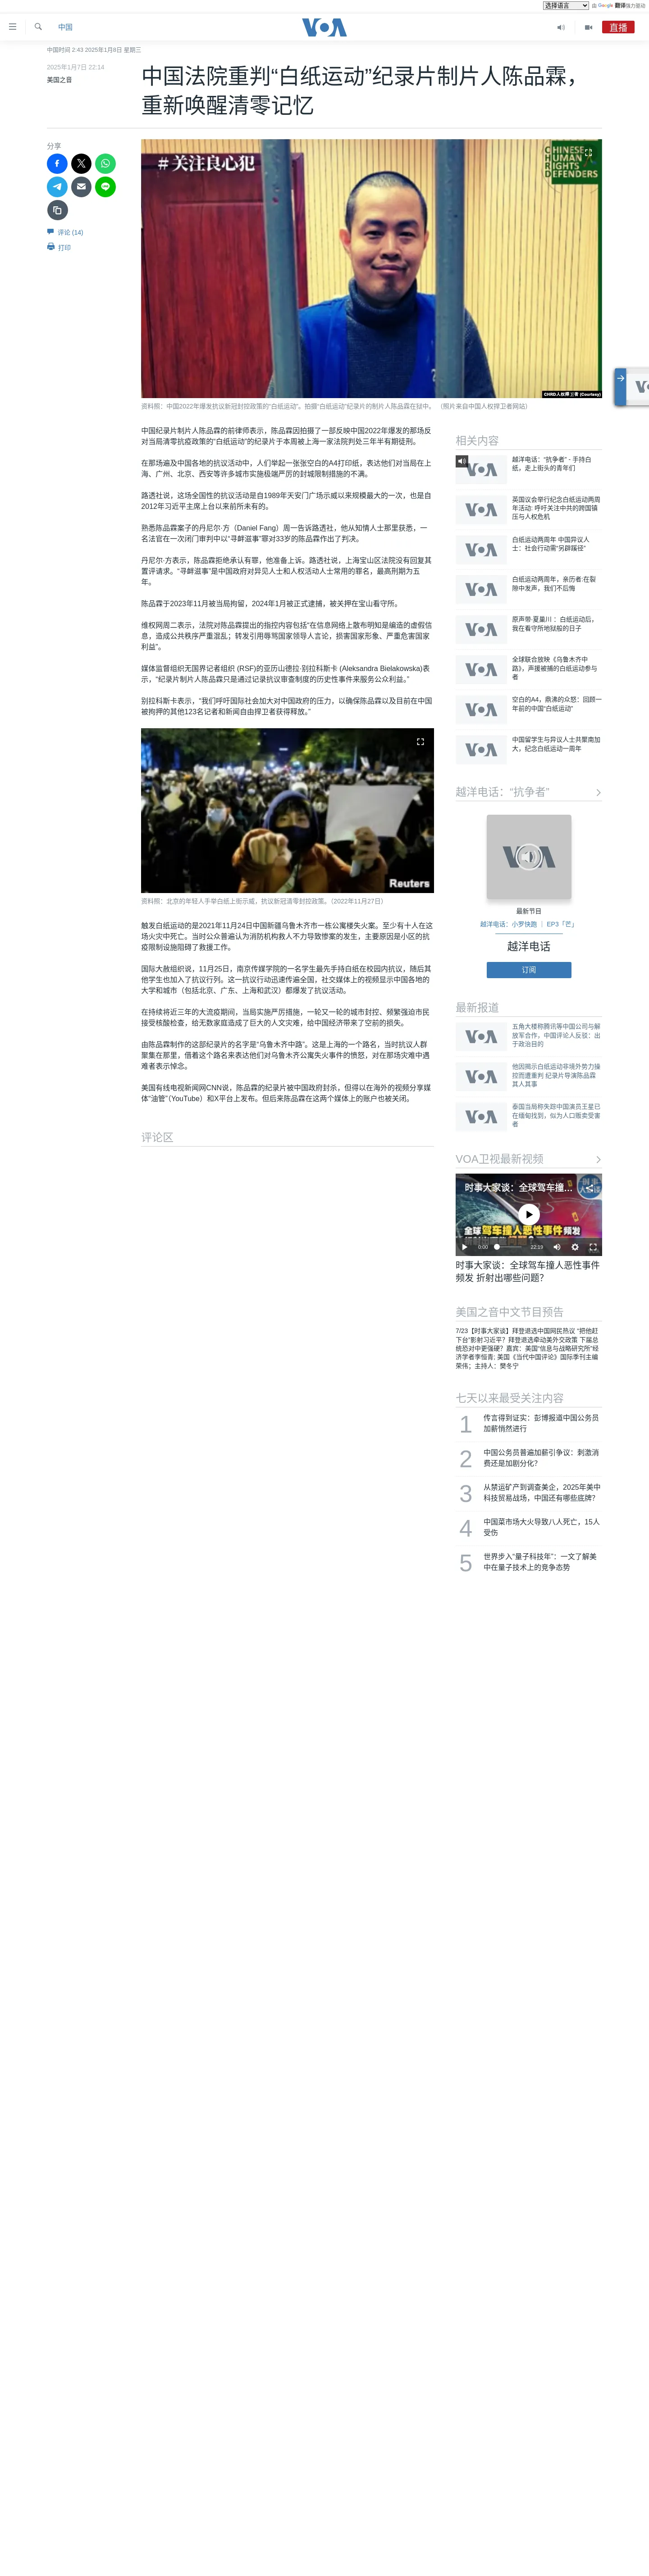 选择语言
由 Google 翻译强力驱动
中国
VOA
直播
中国时间 2:43 2025年1月8日 星期三
2025年1月7日 22:14
美国之音
中国法院重判“白纸运动”纪录片制片人陈品霖，
重新唤醒清零记忆
分享
评论 (14)
打印
#关注良心犯
CHINESE
HUMAN
RIGHTS
DEFENDERS
CHRD人权捍卫者 (Courtesy)
资料照：中国2022年爆发抗议新冠封控政策的“白纸运动”。拍摄“白纸运动”纪录片的制片人陈品霖在狱中。（照片来自中国人权捍卫者网站）
中国纪录片制片人陈品霖的前律师表示，陈品霖因拍摄了一部反映中国2022年爆发的那场反
对当局清零抗疫政策的“白纸运动”的纪录片于本周被上海一家法院判处三年半有期徒刑。
在那场遍及中国各地的抗议活动中，人们举起一张张空白的A4打印纸，表达他们对当局在上
海、广州、北京、西安等许多城市实施极端严厉的封城限制措施的不满。
路透社说，这场全国性的抗议活动是自1989年天安门广场示威以来规模最大的一次，也是自
2012年习近平主席上台以来前所未有的。
熟悉陈品霖案子的丹尼尔·方（Daniel Fang）周一告诉路透社，他从知情人士那里获悉，一
名法官在一次闭门审判中以“寻衅滋事”罪对33岁的陈品霖作出了判决。
丹尼尔·方表示，陈品霖拒绝承认有罪，他准备上诉。路透社说，上海宝山区法院没有回复其
置评请求。“寻衅滋事”是中国政府对异见人士和人权活动人士常用的罪名，最高刑期为五
年。
陈品霖于2023年11月被当局拘留，2024年1月被正式逮捕，被关押在宝山看守所。
维权网周二表示，法院对陈品霖提出的指控内容包括“在信息网络上散布明知是编造的虚假信
息，造成公共秩序严重混乱；转发引用辱骂国家领导人言论，损害国家形象、严重危害国家
利益”。
媒体监督组织无国界记者组织 (RSF)的亚历山德拉·别拉科斯卡 (Aleksandra Bielakowska)表
示，“纪录片制片人陈品霖只是通过记录抗议审查制度的历史性事件来服务公众利益。”
别拉科斯卡表示，“我们呼吁国际社会加大对中国政府的压力，以确保陈品霖以及目前在中国
被拘押的其他123名记者和新闻自由捍卫者获得释放。”
Reuters
资料照：北京的年轻人手举白纸上街示威，抗议新冠清零封控政策。（2022年11月27日）
触发白纸运动的是2021年11月24日中国新疆乌鲁木齐市一栋公寓楼失火案。至少有十人在这
场火灾中死亡。当时公众普遍认为消防机构救人不力导致惨案的发生，主要原因是小区的抗
疫限制设施阻碍了救援工作。
国际大赦组织说，11月25日，南京传媒学院的一名学生最先手持白纸在校园内抗议，随后其
他学生也加入了抗议行列。这一抗议行动迅速传遍全国，社交媒体上的视频显示中国各地的
大学和城市（包括北京、广东、上海和武汉）都爆发了抗议活动。
在持续将近三年的大流疫期间，当局实施严厉措施，一轮又一轮的城市封控、频繁强迫市民
接受核酸检查，给无数家庭造成了巨大的人文灾难，给中国经济带来了空前的损失。
由陈品霖制作的这部纪录片的名字是“乌鲁木齐中路”。这是上海的一个路名，当时抗议人群
聚集在那里，借着这个路名来表达他们对乌鲁木齐公寓失火事件的愤怒，对在那场灾难中遇
难者表示悼念。
美国有线电视新闻网CNN说，陈品霖的纪录片被中国政府封杀，但得以在海外的视频分享媒
体“油管”（YouTube）和X平台上发布。但后来陈品霖在这两个媒体上的账户也被关闭。
评论区
相关内容
越洋电话：“抗争者” - 手持白
纸，走上街头的青年们
英国议会举行纪念白纸运动两周
年活动: 呼吁关注中共的跨国镇
压与人权危机
白纸运动两周年 中国异议人
士：社会行动需“另辟蹊径”
白纸运动两周年，亲历者:在裂
隙中发声，我们不后悔
原声带·夏巢川： 白纸运动后，
我在看守所地狱般的日子
全球联合放映《乌鲁木齐中
路》，声援被捕的白纸运动参与
者
空白的A4，鼎沸的众怒：回顾一
年前的中国“白纸运动”
中国留学生与异议人士共聚南加
大，纪念白纸运动一周年
越洋电话：“抗争者”
最新节目
越洋电话：小罗快跑 ｜ EP3「芒」
越洋电话
订阅
最新报道
五角大楼称腾讯等中国公司与解
放军合作，中国评论人反驳：出
于政治目的
他因揭示白纸运动非境外势力操
控而遭重判 纪录片导演陈品霖
其人其事
泰国当局称失踪中国演员王星已
在缅甸找到，似为人口贩卖受害
者
VOA卫视最新视频
时事大家谈：全球驾车撞...
全球驾车撞人恶性事件频发
0:00
22:19
时事大家谈：全球驾车撞人恶性事件
频发 折射出哪些问题？
美国之音中文节目预告
7/23【时事大家谈】拜登退选中国网民热议 “把他赶
下台”影射习近平？拜登退选牵动美外交政策 下届总
统恐对中更强硬？嘉宾：美国“信息与战略研究所”经
济学者李恒青; 美国《当代中国评论》国际季刊主编
荣伟；主持人：樊冬宁
七天以来最受关注内容
1 传言得到证实：彭博报道中国公务员
加薪悄然进行
2 中国公务员普遍加薪引争议：刺激消
费还是加剧分化？
3 从禁运矿产到调查美企，2025年美中
科技贸易战场，中国还有哪些底牌？
4 中国菜市场大火导致八人死亡，15人
受伤
5 世界步入“量子科技年”：一文了解美
中在量子技术上的竞争态势